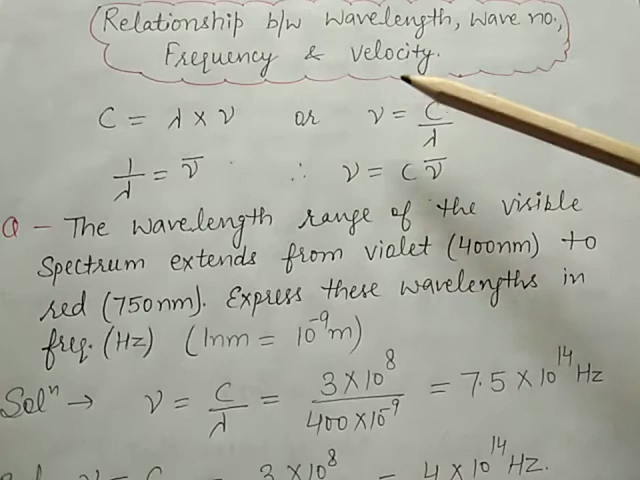 Relationship b/w Wavelength, Wave no.,
Frequency & Velocity.
C = λ × ν or ν = C/λ
1/λ = ν̅ ∴ ν = C ν̅
Q - The wavelength range of the visible
Spectrum extends from violet (400nm) to
red (750nm). Express these wavelengths in
freq. (Hz) (1nm = 10⁻⁹m)
Solⁿ → ν = C/λ = 3×10⁸/400×10⁻⁹ = 7.5 × 10¹⁴ Hz
ν = C = 3×10⁸ = 4 × 10¹⁴ Hz.